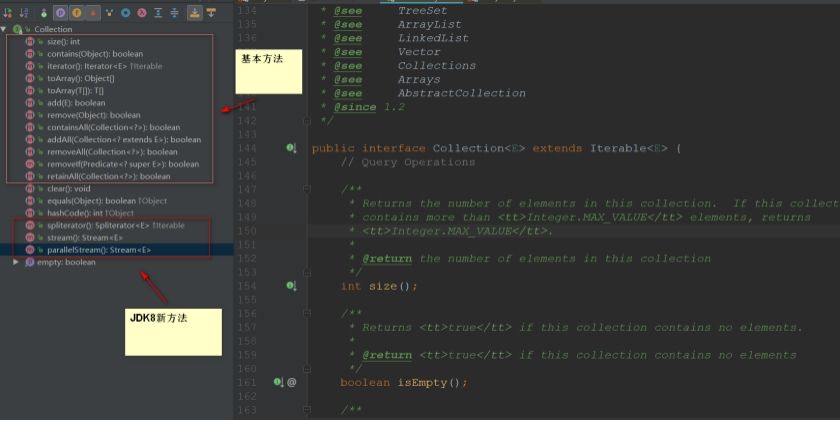 Collection
size(): int
contains(Object): boolean
iterator(): Iterator<E> ↑Iterable
toArray(): Object[]
toArray(T[]): T[]
add(E): boolean
remove(Object): boolean
containsAll(Collection<?>): boolean
addAll(Collection<? extends E>): boolean
removeAll(Collection<?>): boolean
removeIf(Predicate<? super E>): boolean
retainAll(Collection<?>): boolean
clear(): void
equals(Object): boolean ↑Object
hashCode(): int ↑Object
spliterator(): Spliterator<E> ↑Iterable
stream(): Stream<E>
parallelStream(): Stream<E>
empty: boolean
基本方法
JDK8新方法
134 * @see TreeSet
135 * @see ArrayList
136 * @see LinkedList
137 * @see Vector
138 * @see Collections
139 * @see Arrays
140 * @see AbstractCollection
141 * @since 1.2
142 */
143
144 public interface Collection<E> extends Iterable<E> {
145 // Query Operations
146
147 /**
148 * Returns the number of elements in this collection. If this collect
149 * contains more than <tt>Integer.MAX_VALUE</tt> elements, returns
150 * <tt>Integer.MAX_VALUE</tt>.
151 *
152 * @return the number of elements in this collection
153 */
154 int size();
155
156 /**
157 * Returns <tt>true</tt> if this collection contains no elements.
158 *
159 * @return <tt>true</tt> if this collection contains no elements
160 */
161 @ boolean isEmpty();
162
163 /**